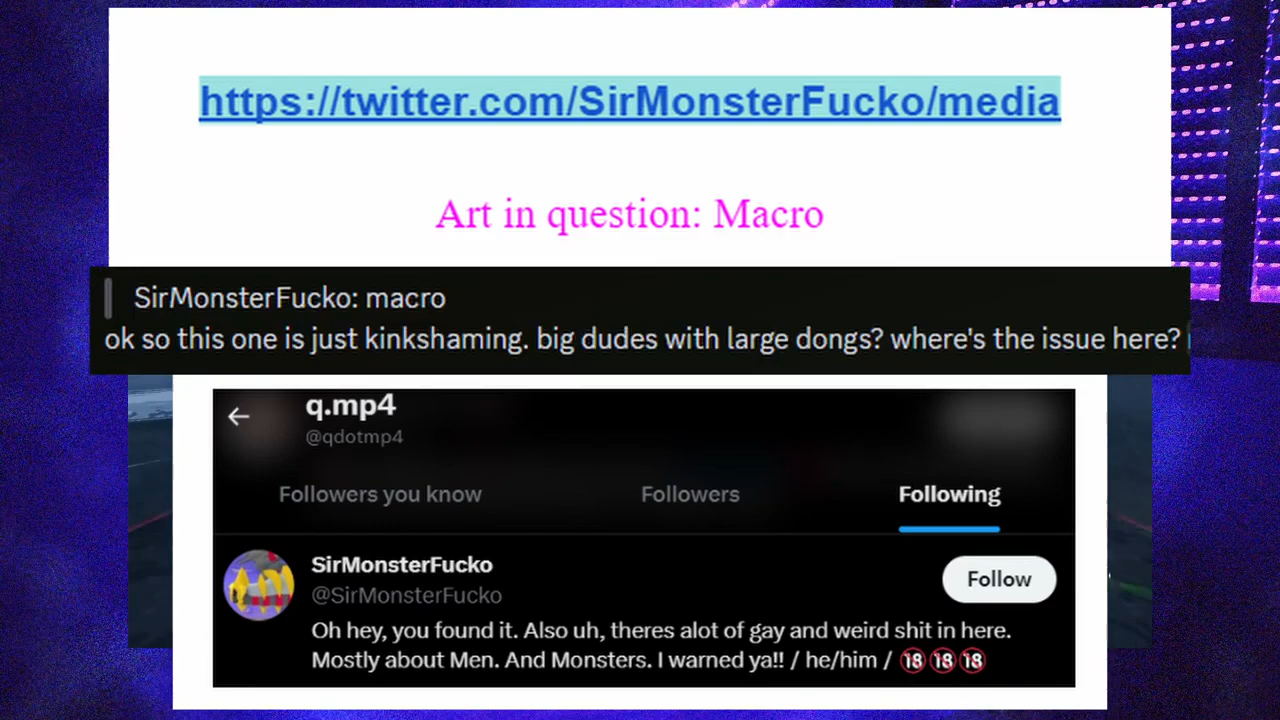 https://twitter.com/SirMonsterFucko/media
Art in question: Macro
SirMonsterFucko: macro
ok so this one is just kinkshaming. big dudes with large dongs? where's the issue here?
q.mp4
@qdotmp4
Followers you know
Followers
Following
SirMonsterFucko
@SirMonsterFucko
Follow
Oh hey, you found it. Also uh, theres alot of gay and weird shit in here.
Mostly about Men. And Monsters. I warned ya!! / he/him / 🔞🔞🔞